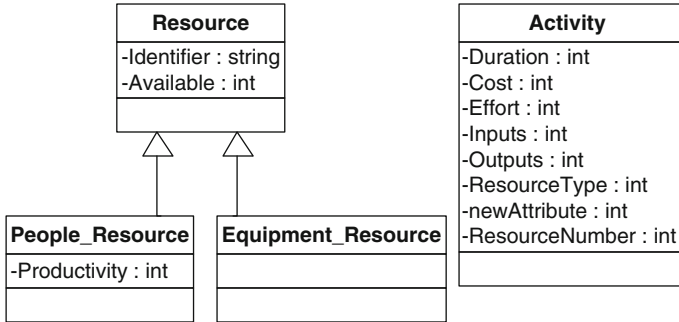 Resource
-Identifier : string
-Available : int
People_Resource
-Productivity : int
Equipment_Resource
Activity
-Duration : int
-Cost : int
-Effort : int
-Inputs : int
-Outputs : int
-ResourceType : int
-newAttribute : int
-ResourceNumber : int